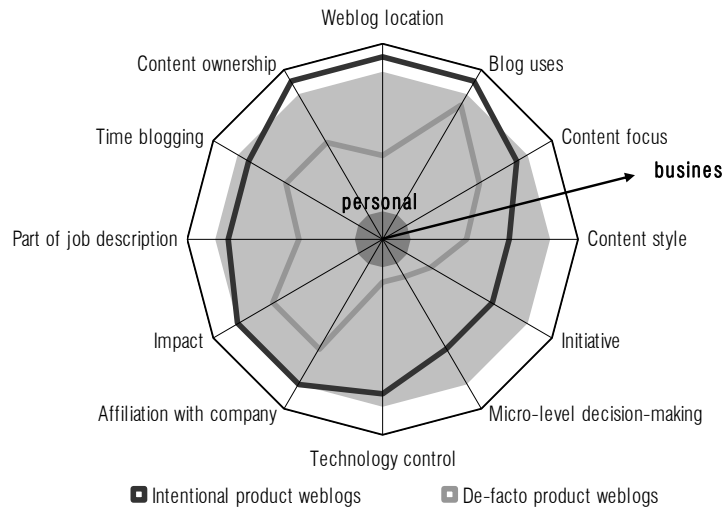 Weblog location
Content ownership
Blog uses
Time blogging
Content focus
busines
personal
Part of job description
Content style
Impact
Initiative
Affiliation with company
Micro-level decision-making
Technology control
Intentional product weblogs
De-facto product weblogs